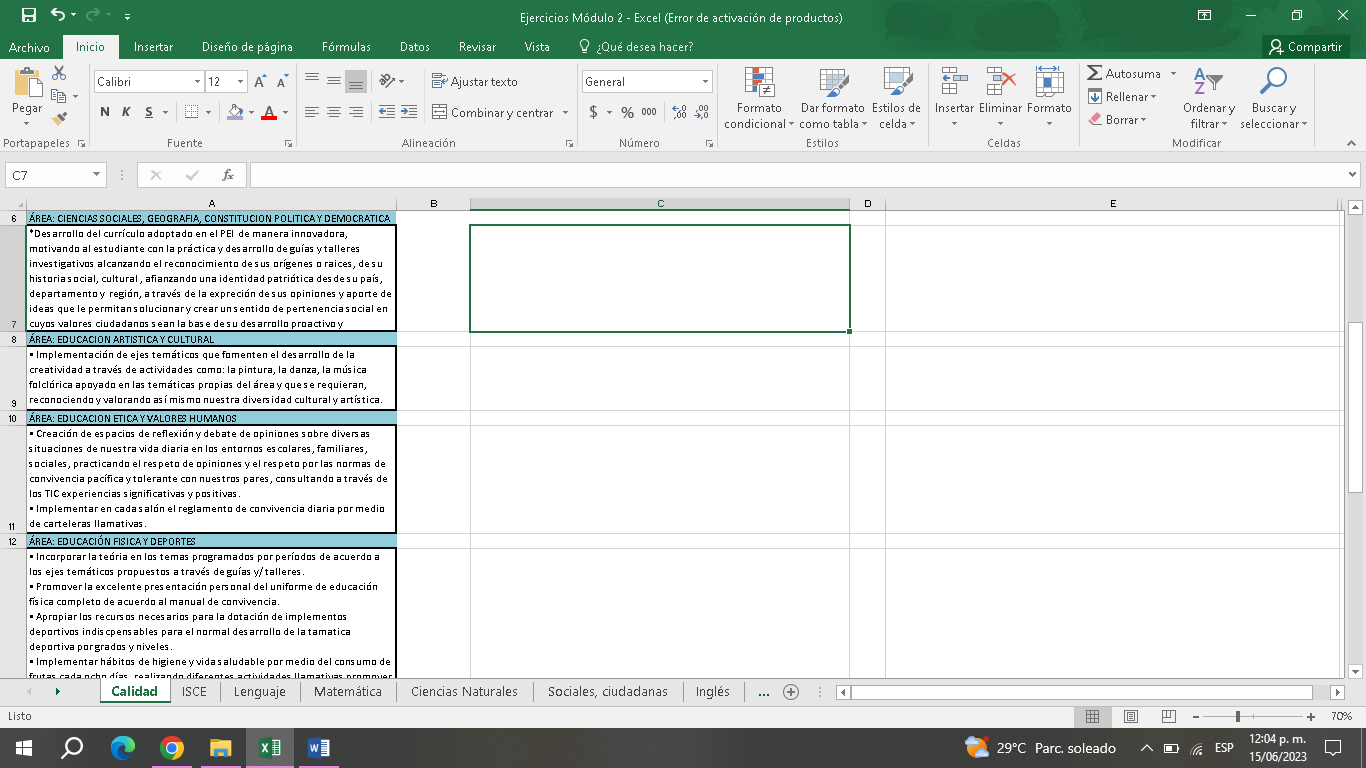 Ejercicios Módulo 2 - Excel (Error de activación de productos)
Archivo Inicio Insertar Diseño de página Fórmulas Datos Revisar Vista ¿Qué desea hacer? Compartir
Pegar
Calibri 12
N K S
Ajustar texto
Combinar y centrar
General
$ % 000
Formato condicional
Dar formato como tabla
Estilos de celda
Insertar Eliminar Formato
Autosuma
Rellenar
Borrar
Ordenar y filtrar
Buscar y seleccionar
Portapapeles Fuente Alineación Número Estilos Celdas Modificar
C7 fx
A B C D E
6 ÁREA: CIENCIAS SOCIALES, GEOGRAFIA, CONSTITUCION POLITICA Y DEMOCRATICA
*Desarrollo del currículo adoptado en el PEI de manera innovadora,
motivando al estudiante con la práctica y desarrollo de guías y talleres
investigativos alcanzando el reconocimiento de sus orígenes o raices, de su
historia social, cultural , afianzando una identidad patriótica desde su país,
departamento y región, a través de la expreción de sus opiniones y aporte de
ideas que le permitan solucionar y crear un sentido de pertenencia social en
7 cuyos valores ciudadanos sean la base de su desarrollo proactivo y
8 ÁREA: EDUCACION ARTISTICA Y CULTURAL
• Implementación de ejes temáticos que fomenten el desarrollo de la
creatividad a través de actividades como: la pintura, la danza, la música
folclórica apoyado en las temáticas propias del área y que se requieran,
9 reconociendo y valorando así mismo nuestra diversidad cultural y artística.
10 ÁREA: EDUCACION ETICA Y VALORES HUMANOS
• Creación de espacios de reflexión y debate de opiniones sobre diversas
situaciones de nuestra vida diaria en los entornos escolares, familiares,
sociales, practicando el respeto de opiniones y el respeto por las normas de
convivencia pacífica y tolerante con nuestros pares, consultando a través de
los TIC experiencias significativas y positivas.
• Implementar en cada salón el reglamento de convivencia diaria por medio
11 de carteleras llamativas.
12 ÁREA: EDUCACIÓN FISICA Y DEPORTES
• Incorporar la teória en los temas programados por períodos de acuerdo a
los ejes temáticos propuestos a través de guías y/ talleres.
• Promover la excelente presentación personal del uniforme de educación
física completo de acuerdo al manual de convivencia.
• Apropiar los recursos necesarios para la dotación de implementos
deportivos indiscpensables para el normal desarrollo de la tamatica
deportiva por grados y niveles.
• Implementar hábitos de higiene y vida saludable por medio del consumo de
frutas cada ocho días, realizando diferentes actividades llamativas promover
Calidad ISCE Lenguaje Matemática Ciencias Naturales Sociales, ciudadanas Inglés ...
Listo 70%
29°C Parc. soleado ESP 12:04 p. m.
15/06/2023